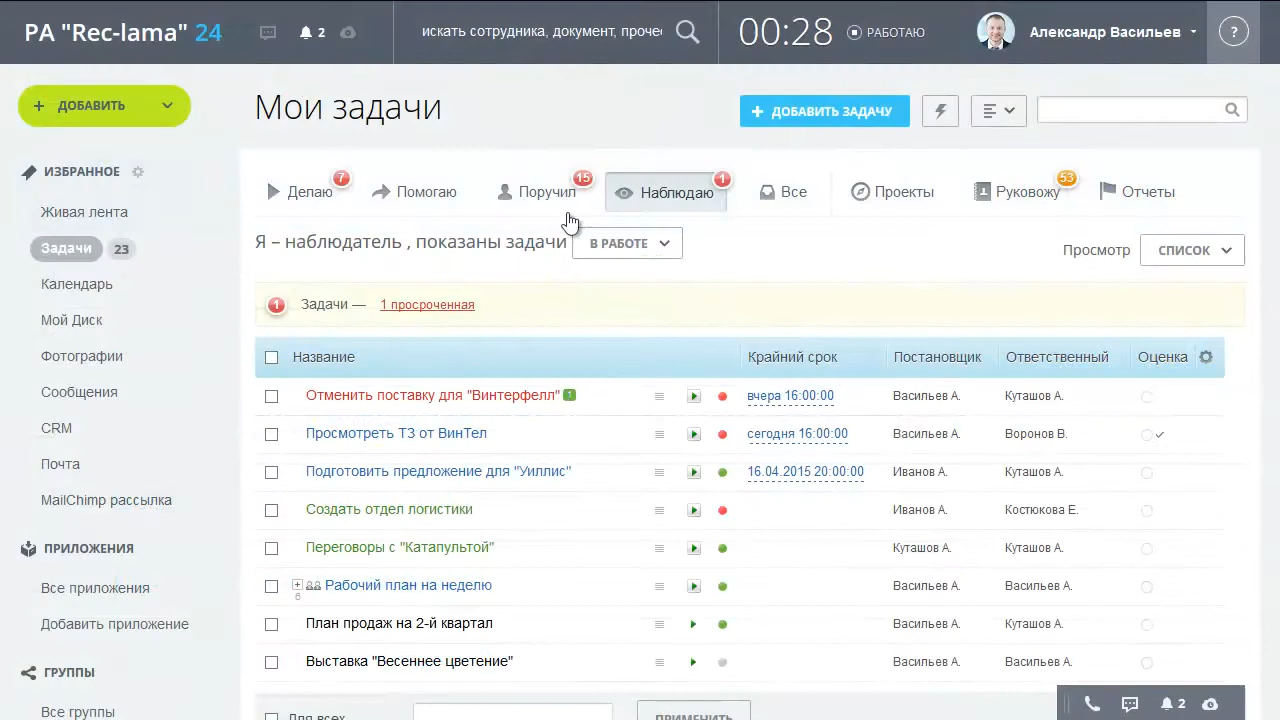 РА "Rec-lama" 24
2
искать сотрудника, документ, прочее
00:28 РАБОТАЮ
Александр Васильев
?
+ ДОБАВИТЬ
Мои задачи
+ ДОБАВИТЬ ЗАДАЧУ
ИЗБРАННОЕ
Живая лента
Задачи 23
Календарь
Мой Диск
Фотографии
Сообщения
CRM
Почта
MailChimp рассылка
ПРИЛОЖЕНИЯ
Все приложения
Добавить приложение
ГРУППЫ
Все группы
Делаю 7
Помогаю
Поручил 15
Наблюдаю 1
Все
Проекты
Руковожу 53
Отчеты
Я – наблюдатель , показаны задачи В РАБОТЕ
Просмотр СПИСОК
1 Задачи — 1 просроченная
Название Крайний срок Постановщик Ответственный Оценка
Отменить поставку для "Винтерфелл" 1 вчера 16:00:00 Васильев А. Куташов А.
Просмотреть ТЗ от ВинТел сегодня 16:00:00 Васильев А. Воронов В.
Подготовить предложение для "Уиллис" 16.04.2015 20:00:00 Иванов А. Куташов А.
Создать отдел логистики Иванов А. Костюкова Е.
Переговоры с "Катапультой" Куташов А. Куташов А.
Рабочий план на неделю Васильев А. Васильев А.
6
План продаж на 2-й квартал Васильев А. Куташов А.
Выставка "Весеннее цветение" Васильев А. Васильев А.
Для всех ПРИМЕНИТЬ
2